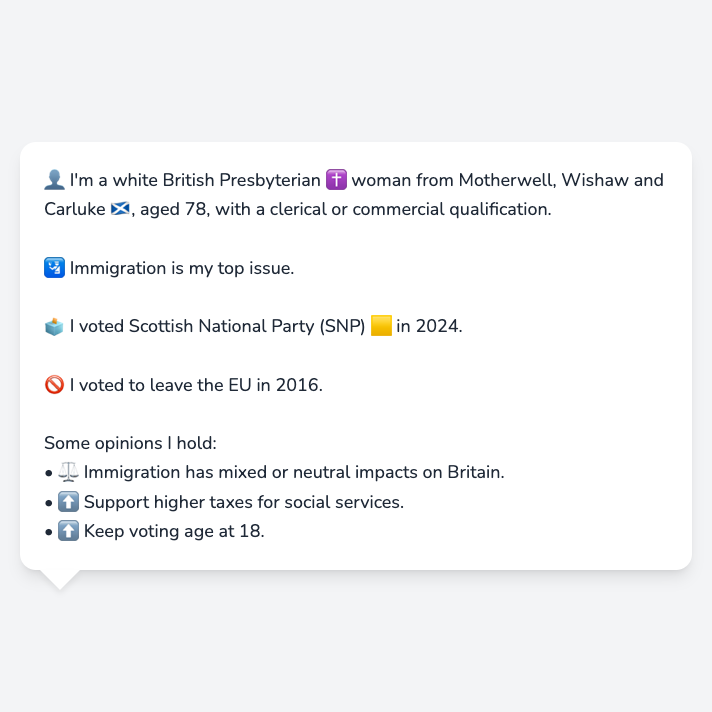 👤 I'm a white British Presbyterian ✝️ woman from Motherwell, Wishaw and
Carluke 🏴󠁧󠁢󠁳󠁣󠁴󠁿, aged 78, with a clerical or commercial qualification.
🛂 Immigration is my top issue.
🗳️ I voted Scottish National Party (SNP) 🟨 in 2024.
🚫 I voted to leave the EU in 2016.
Some opinions I hold:
• ⚖️ Immigration has mixed or neutral impacts on Britain.
• ⬆️ Support higher taxes for social services.
• ⬆️ Keep voting age at 18.